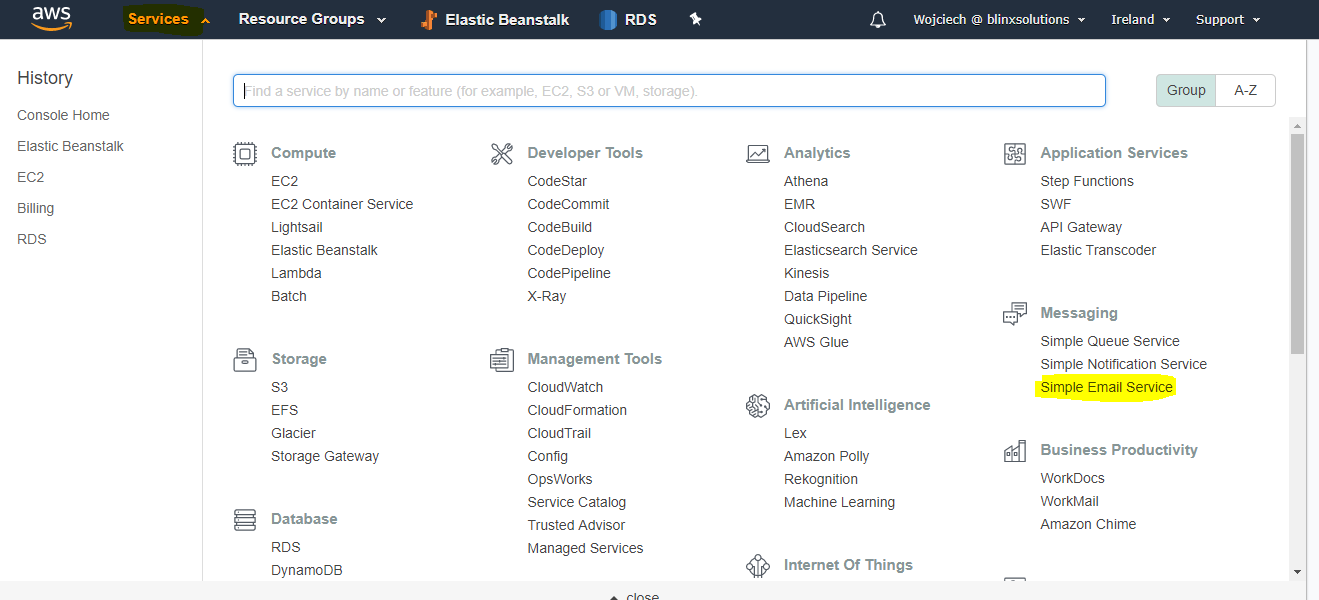 aws
Services
Resource Groups
Elastic Beanstalk
RDS
Wojciech @ blinxsolutions
Ireland
Support
History
Console Home
Elastic Beanstalk
EC2
Billing
RDS
Find a service by name or feature (for example, EC2, S3 or VM, storage).
Group
A-Z
Compute
EC2
EC2 Container Service
Lightsail
Elastic Beanstalk
Lambda
Batch
Storage
S3
EFS
Glacier
Storage Gateway
Database
RDS
DynamoDB
Developer Tools
CodeStar
CodeCommit
CodeBuild
CodeDeploy
CodePipeline
X-Ray
Management Tools
CloudWatch
CloudFormation
CloudTrail
Config
OpsWorks
Service Catalog
Trusted Advisor
Managed Services
Analytics
Athena
EMR
CloudSearch
Elasticsearch Service
Kinesis
Data Pipeline
QuickSight
AWS Glue
Artificial Intelligence
Lex
Amazon Polly
Rekognition
Machine Learning
Internet Of Things
Application Services
Step Functions
SWF
API Gateway
Elastic Transcoder
Messaging
Simple Queue Service
Simple Notification Service
Simple Email Service
Business Productivity
WorkDocs
WorkMail
Amazon Chime
close